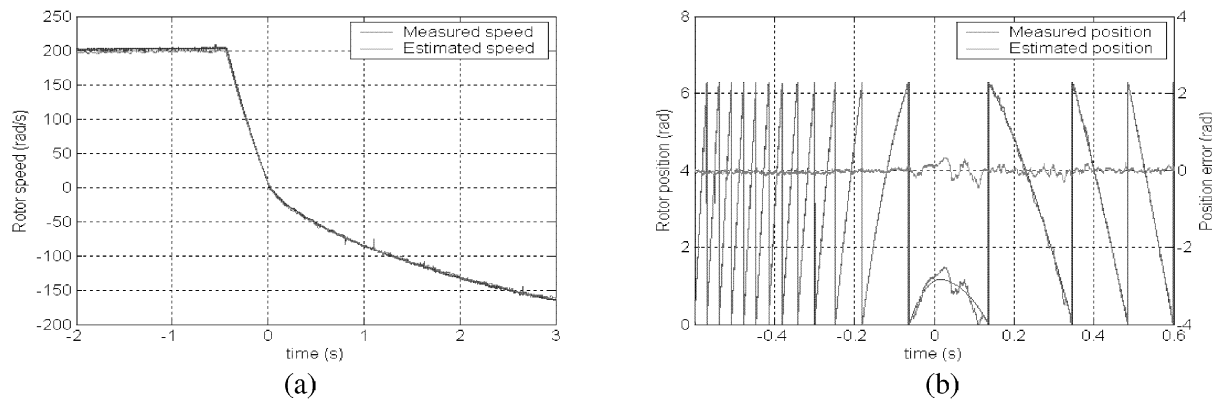 250
200
150
100
50
0
-50
-100
-150
-200
-2
-1
0
1
2
3
Rotor speed (rad/s)
time (s)
Measured speed
Estimated speed
(a)
8
6
4
2
0
-0.4
-0.2
0
0.2
0.4
0.6
4
2
0
-2
-4
Rotor position (rad)
Position error (rad)
time (s)
Measured position
Estimated position
(b)